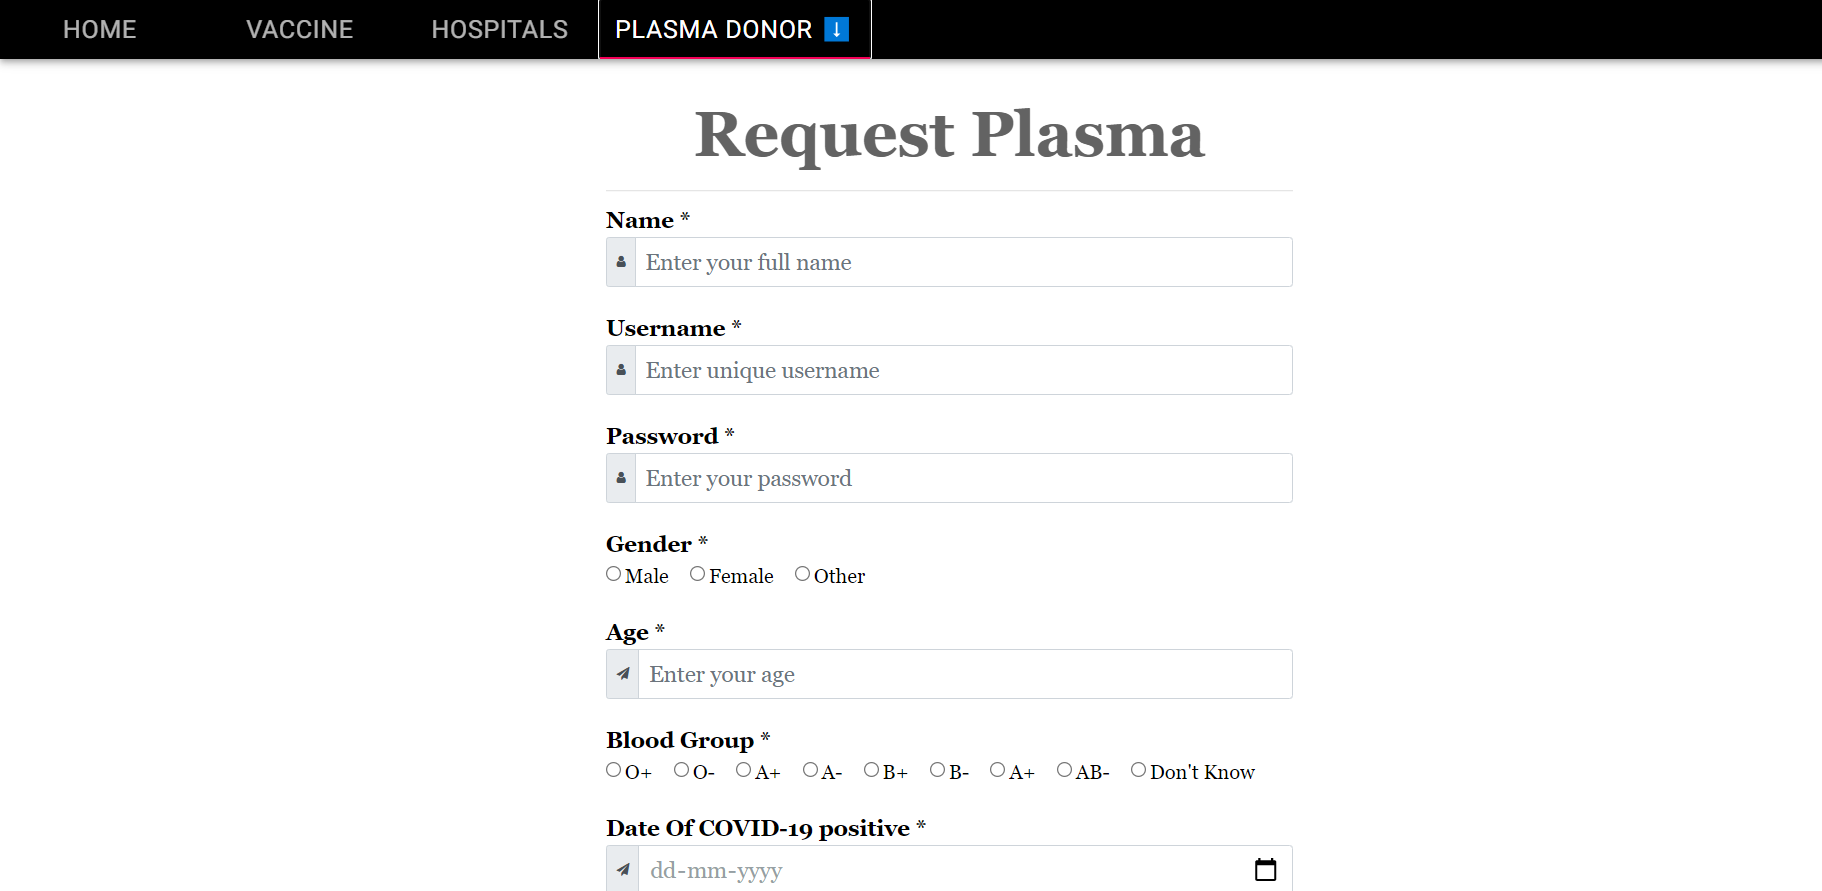 HOME VACCINE HOSPITALS PLASMA DONOR ⬇
Request Plasma
Name *
Enter your full name
Username *
Enter unique username
Password *
Enter your password
Gender *
Male Female Other
Age *
Enter your age
Blood Group *
O+ O- A+ A- B+ B- A+ AB- Don't Know
Date Of COVID-19 positive *
dd-mm-yyyy